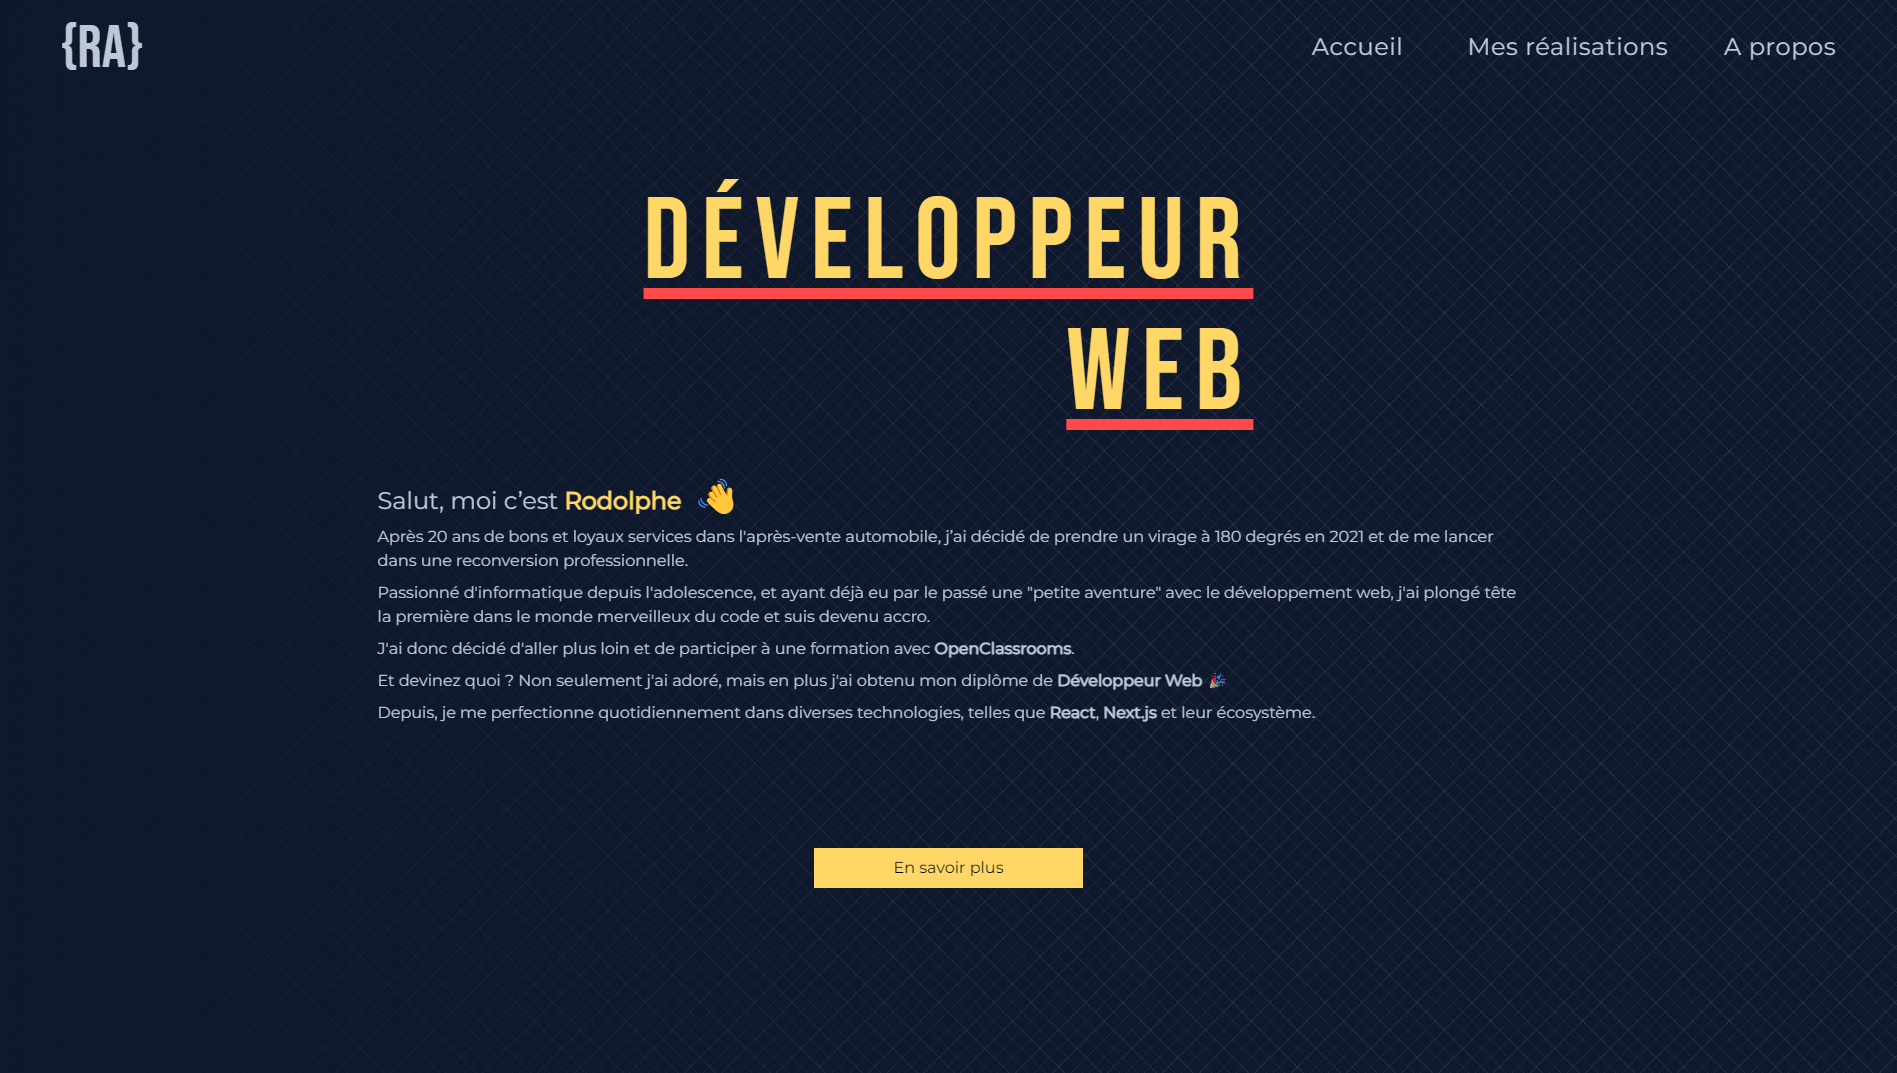 {RA}
Accueil
Mes réalisations
A propos
DÉVELOPPEUR
WEB
Salut, moi c’est Rodolphe 👋
Après 20 ans de bons et loyaux services dans l'après-vente automobile, j’ai décidé de prendre un virage à 180 degrés en 2021 et de me lancer
dans une reconversion professionnelle.
Passionné d'informatique depuis l'adolescence, et ayant déjà eu par le passé une "petite aventure" avec le développement web, j'ai plongé tête
la première dans le monde merveilleux du code et suis devenu accro.
J'ai donc décidé d'aller plus loin et de participer à une formation avec OpenClassrooms.
Et devinez quoi ? Non seulement j'ai adoré, mais en plus j'ai obtenu mon diplôme de Développeur Web 🎉
Depuis, je me perfectionne quotidiennement dans diverses technologies, telles que React, Next.js et leur écosystème.
En savoir plus